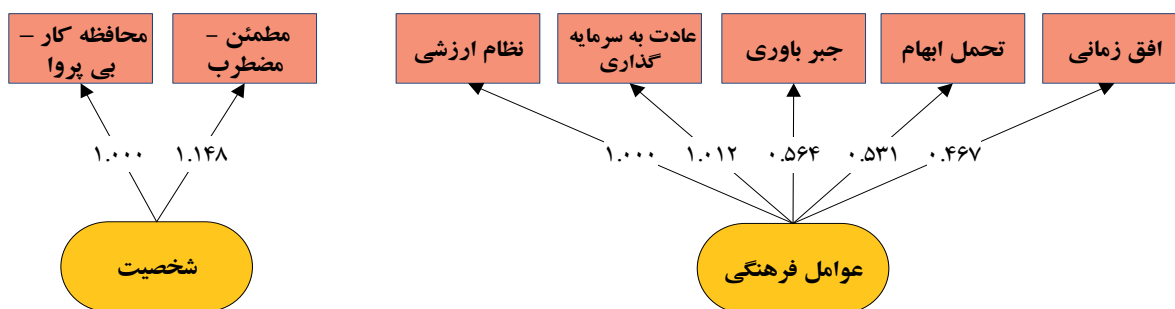 افق زمانی
تحمل ابهام
جبر باوری
عادت به سرمایه
گذاری
نظام ارزشی
مطمئن –
مضطرب
محافظه کار –
بی پروا
۰.۴۶۷
۰.۵۳۱
۰.۵۶۴
۱.۰۱۲
۱.۰۰۰
۱.۱۴۸
۱.۰۰۰
عوامل فرهنگی
شخصیت